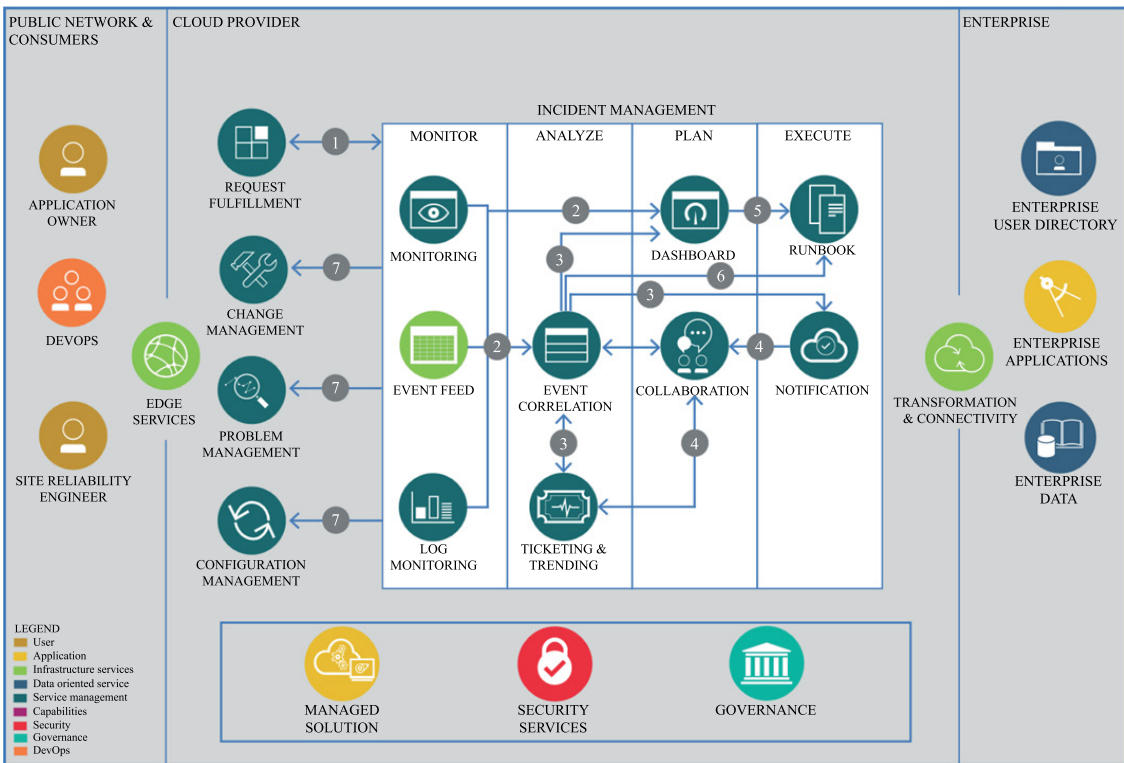 PUBLIC NETWORK &
CONSUMERS
CLOUD PROVIDER
ENTERPRISE
APPLICATION
OWNER
DEVOPS
SITE RELIABILITY
ENGINEER
EDGE
SERVICES
REQUEST
FULFILLMENT
CHANGE
MANAGEMENT
PROBLEM
MANAGEMENT
CONFIGURATION
MANAGEMENT
1
7
7
7
INCIDENT MANAGEMENT
MONITOR
ANALYZE
PLAN
EXECUTE
MONITORING
2
DASHBOARD
5
RUNBOOK
3
6
3
EVENT FEED
2
EVENT
CORRELATION
COLLABORATION
4
NOTIFICATION
3
4
LOG
MONITORING
TICKETING &
TRENDING
TRANSFORMATION
& CONNECTIVITY
ENTERPRISE
USER DIRECTORY
ENTERPRISE
APPLICATIONS
ENTERPRISE
DATA
LEGEND
User
Application
Infrastructure services
Data oriented service
Service management
Capabilities
Security
Governance
DevOps
MANAGED
SOLUTION
SECURITY
SERVICES
GOVERNANCE